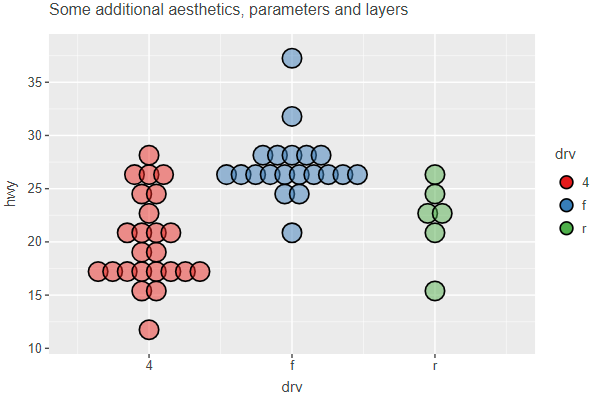 Some additional aesthetics, parameters and layers
35
30
25
20
15
10
hwy
4 f r
drv
drv
4
f
r